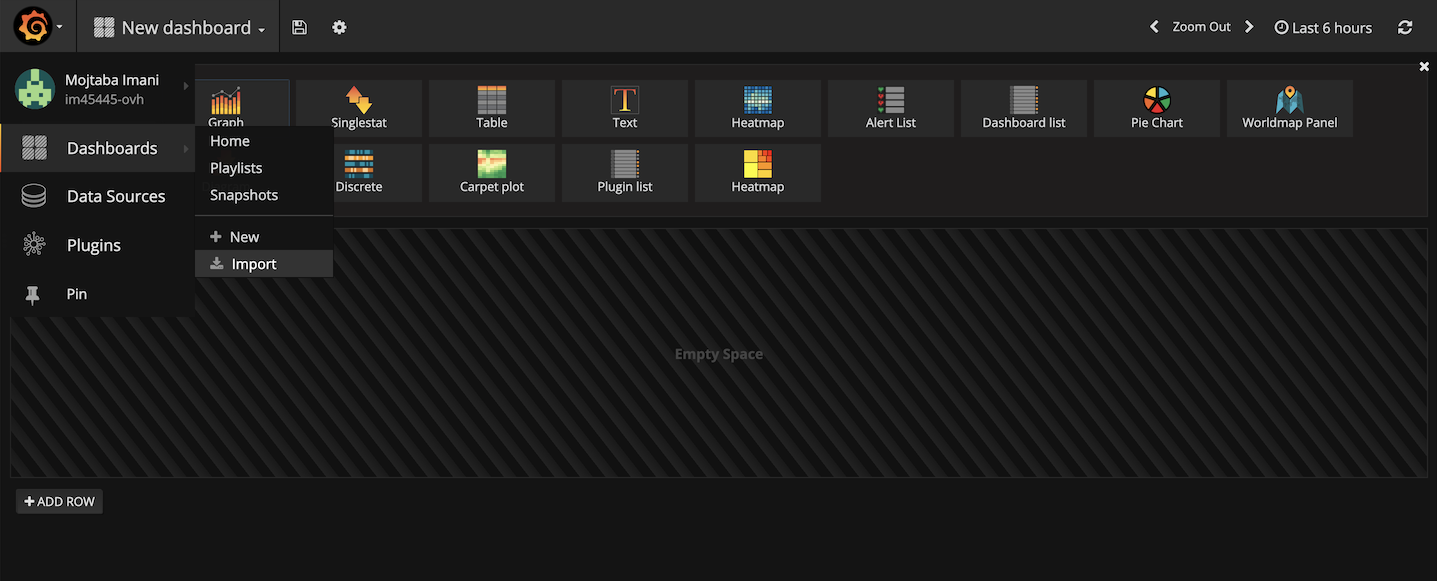 New dashboard
Zoom Out
Last 6 hours
Mojtaba Imani
im45445-ovh
Dashboards
Data Sources
Plugins
Pin
Home
Playlists
Snapshots
New
Import
Graph
Singlestat
Table
Text
Heatmap
Alert List
Dashboard list
Pie Chart
Worldmap Panel
Discrete
Carpet plot
Plugin list
Heatmap
Empty Space
ADD ROW